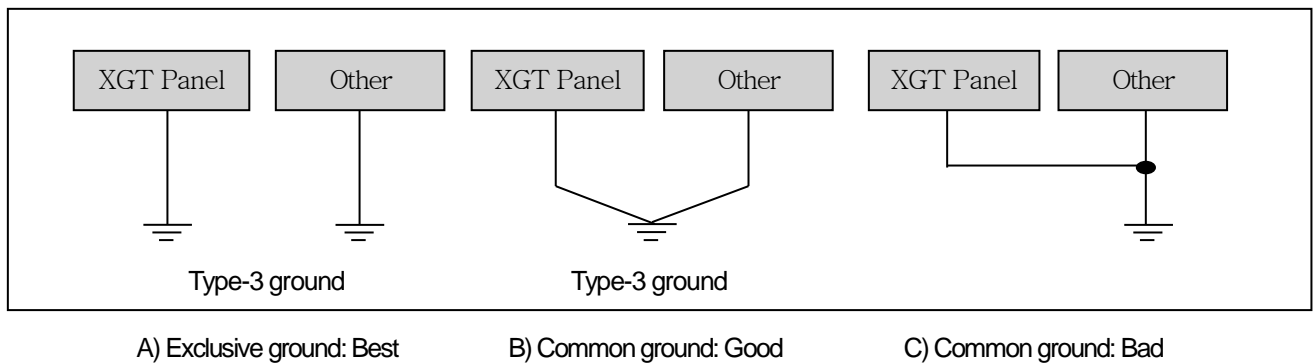 XGT Panel Other XGT Panel Other XGT Panel Other
Type-3 ground Type-3 ground
A) Exclusive ground: Best B) Common ground: Good C) Common ground: Bad